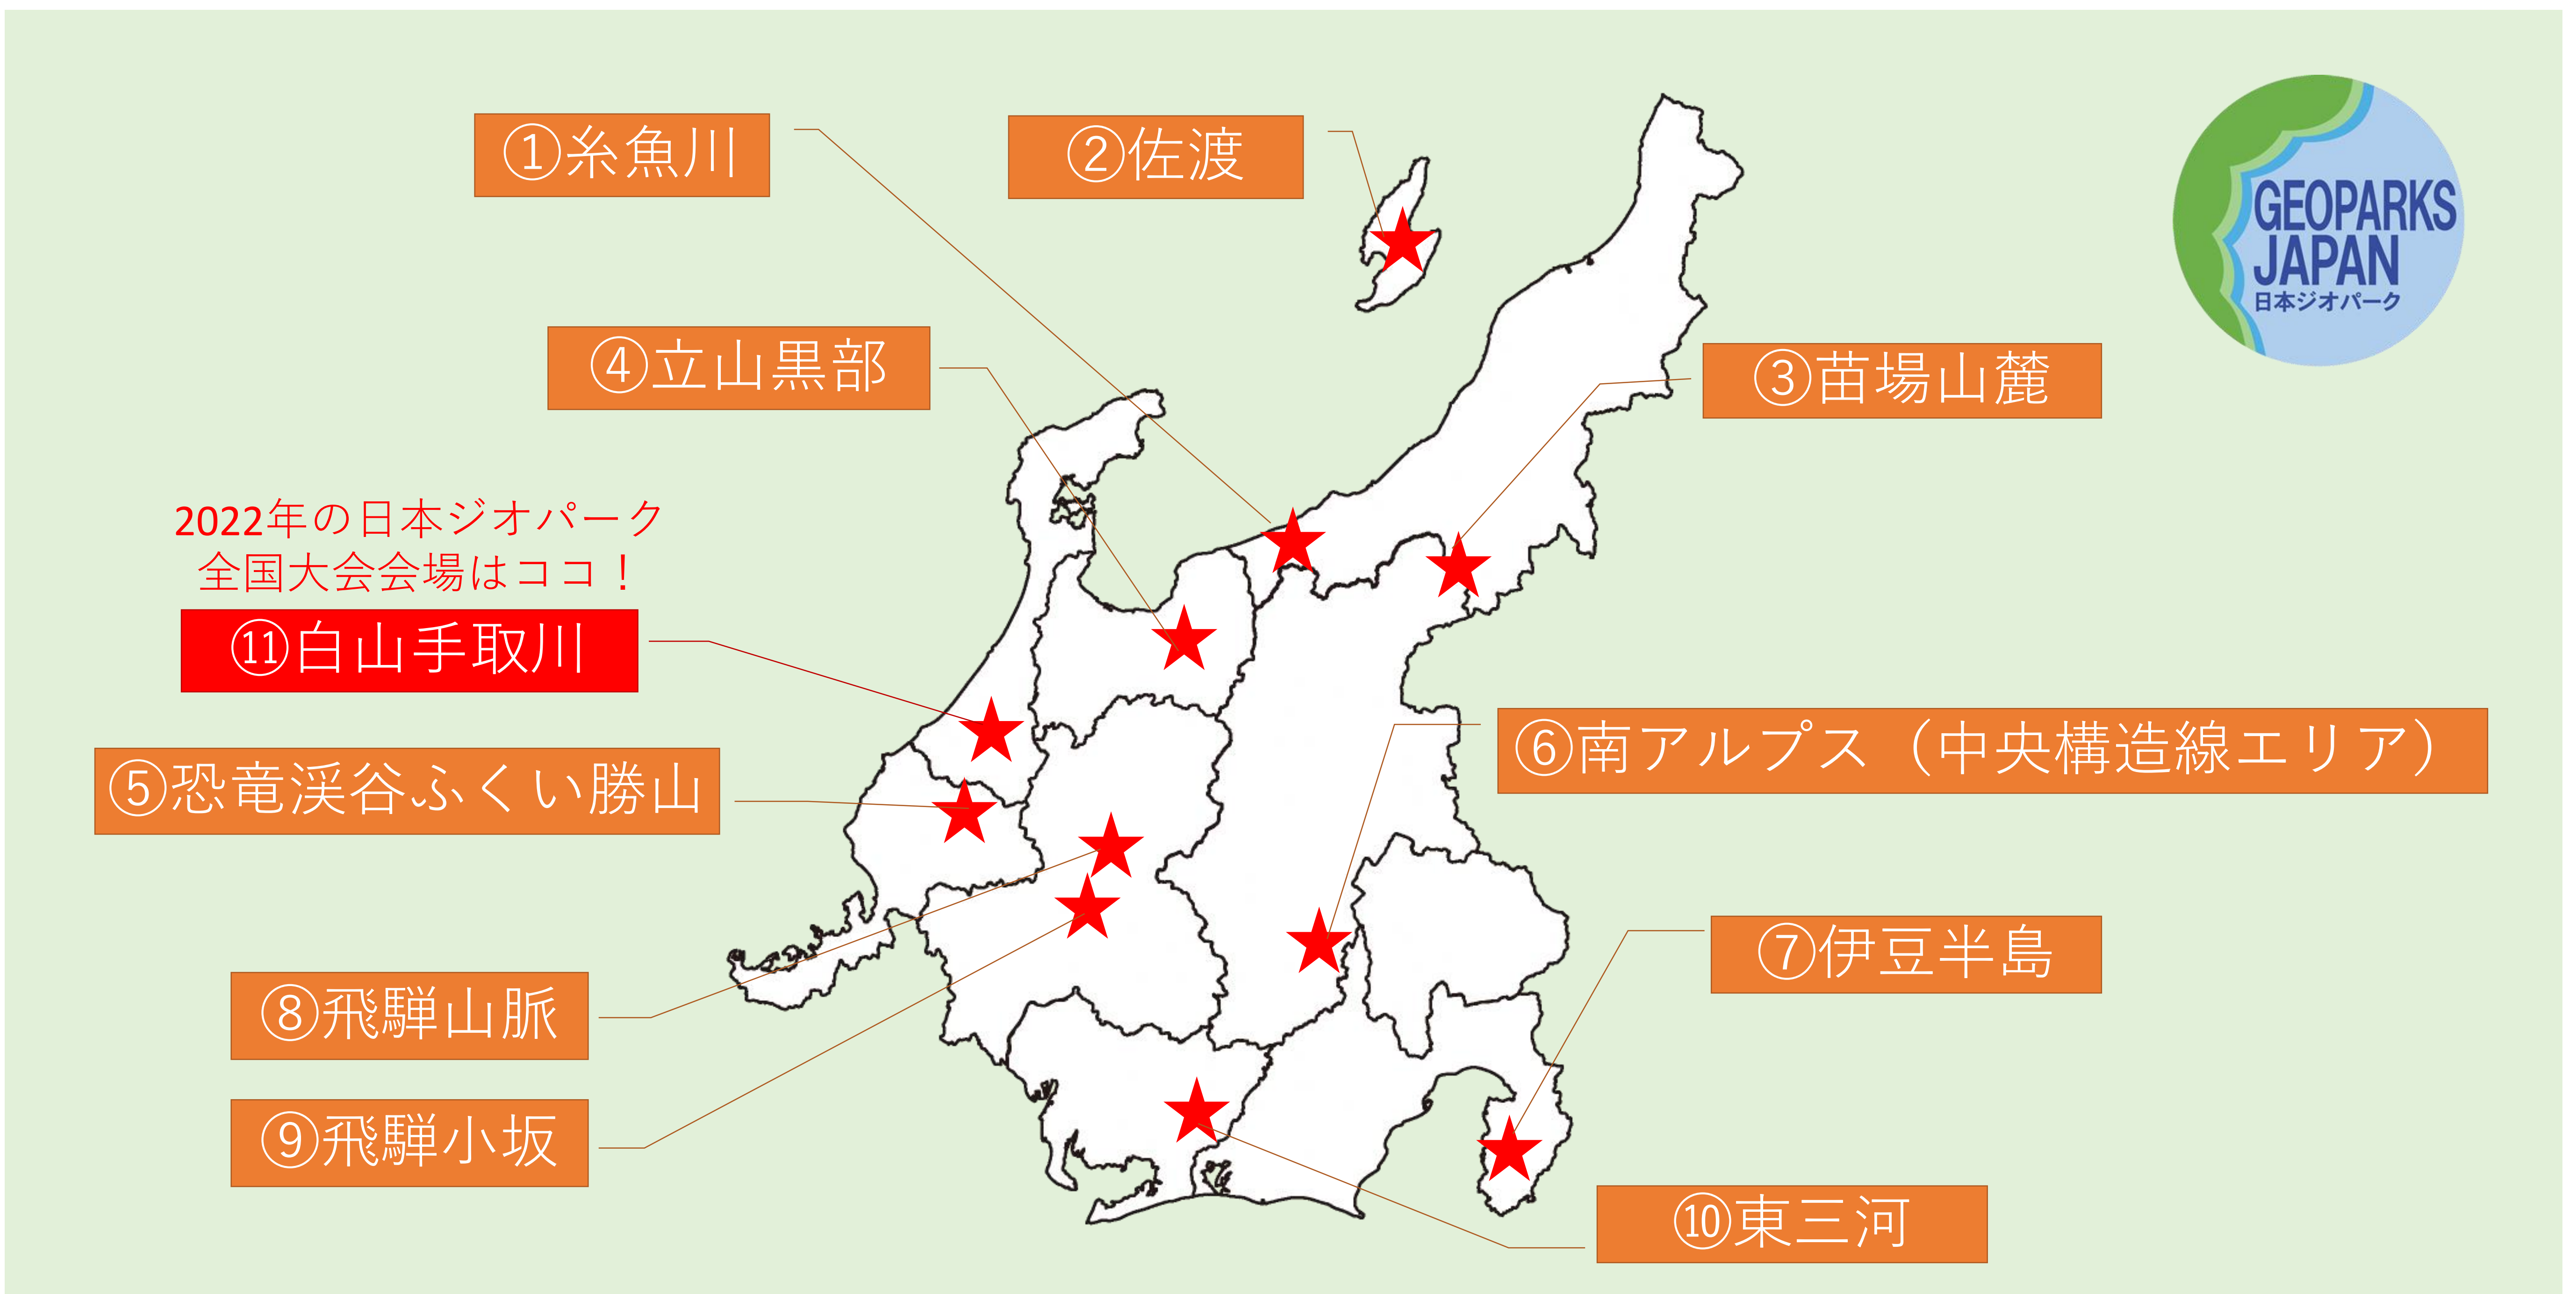 ①糸魚川
②佐渡
GEOPARKS
JAPAN
日本ジオパーク
④立山黒部
③苗場山麓
2022年の日本ジオパーク
全国大会会場はココ！
⑪白山手取川
⑤恐竜渓谷ふくい勝山
⑥南アルプス（中央構造線エリア）
⑦伊豆半島
⑧飛騨山脈
⑨飛騨小坂
⑩東三河